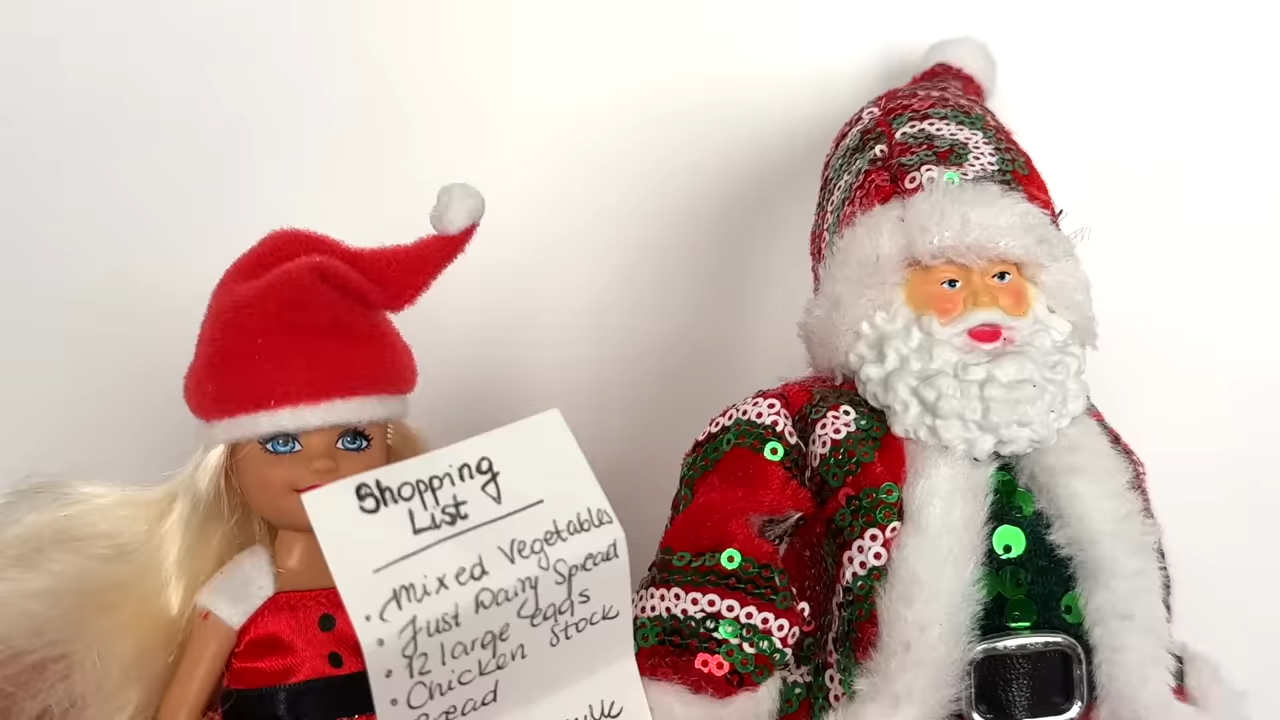 Shopping
List
• Mixed Vegetables
• Just Dairy Spread
• 12 large eggs
• Chicken Stock